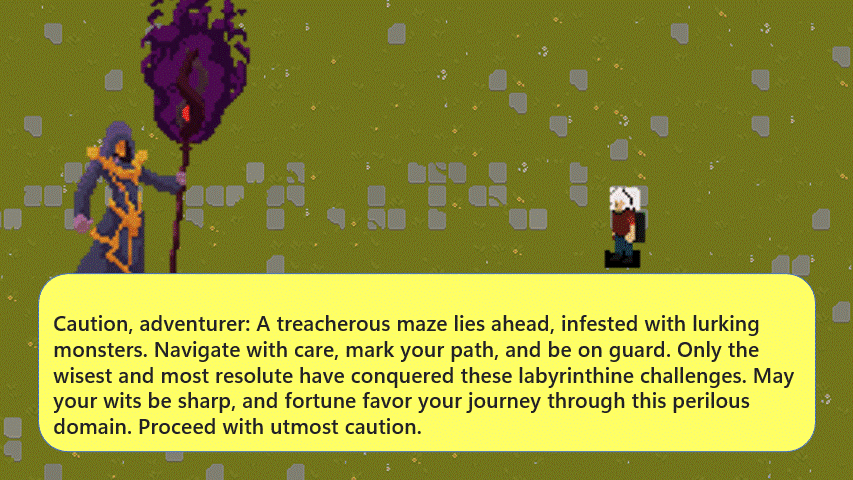 Caution, adventurer: A treacherous maze lies ahead, infested with lurking
monsters. Navigate with care, mark your path, and be on guard. Only the
wisest and most resolute have conquered these labyrinthine challenges. May
your wits be sharp, and fortune favor your journey through this perilous
domain. Proceed with utmost caution.